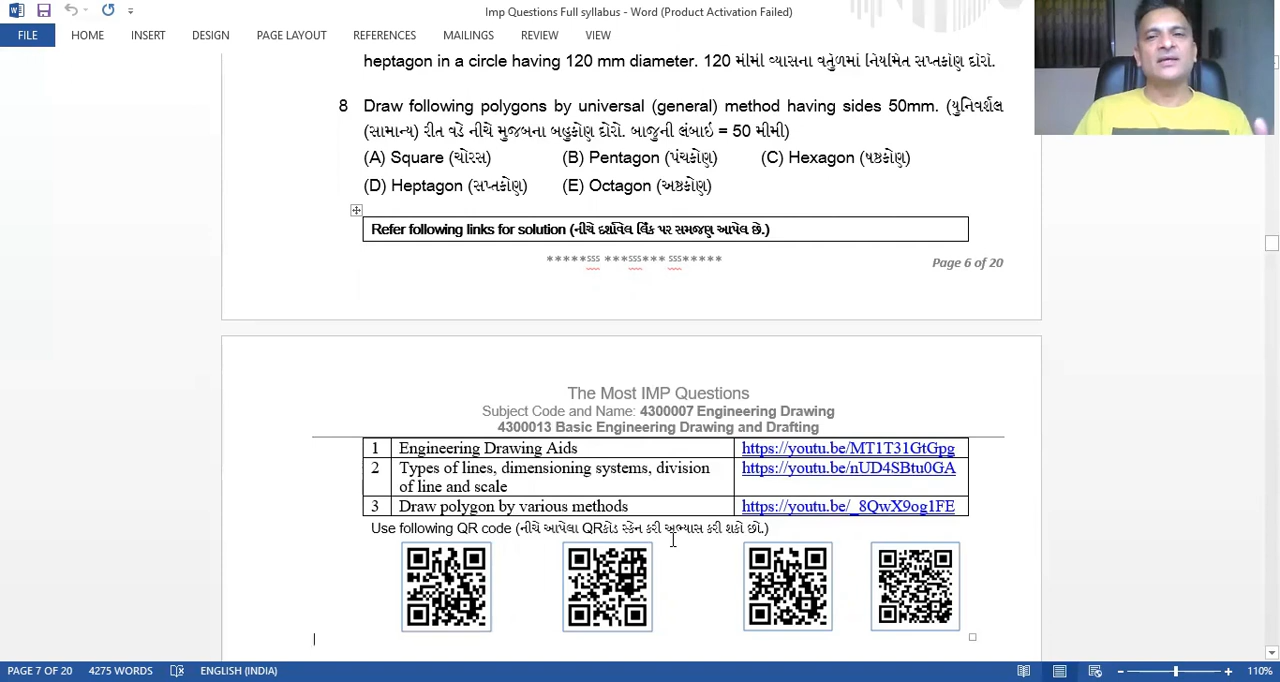 Imp Questions Full syllabus - Word (Product Activation Failed)
FILE HOME INSERT DESIGN PAGE LAYOUT REFERENCES MAILINGS REVIEW VIEW
heptagon in a circle having 120 mm diameter. 120 મીમી વ્યાસના વર્તુળમાં નિયમિત સપ્તકોણ દોરો.
8 Draw following polygons by universal (general) method having sides 50mm. (યુનિવર્શલ
(સામાન્ય) રીત વડે નીચે મુજબના બહુકોણ દોરો. બાજુની લંબાઇ = 50 મીમી)
(A) Square (ચોરસ) (B) Pentagon (પંચકોણ) (C) Hexagon (ષષ્ઠકોણ)
(D) Heptagon (સપ્તકોણ) (E) Octagon (અષ્ઠકોણ)
Refer following links for solution (નીચે દર્શાવેલ લિંક પર સમજણ આપેલ છે.)
*****sss ***sss*** sss*****
Page 6 of 20
The Most IMP Questions
Subject Code and Name: 4300007 Engineering Drawing
4300013 Basic Engineering Drawing and Drafting
1 Engineering Drawing Aids https://youtu.be/MT1T31GtGpg
2 Types of lines, dimensioning systems, division https://youtu.be/nUD4SBtu0GA
of line and scale
3 Draw polygon by various methods https://youtu.be/_8QwX9og1FE
Use following QR code (નીચે આપેલા QRકોડ સ્કેન કરી અભ્યાસ કરી શકો છો.)
PAGE 7 OF 20 4275 WORDS ENGLISH (INDIA) 110%